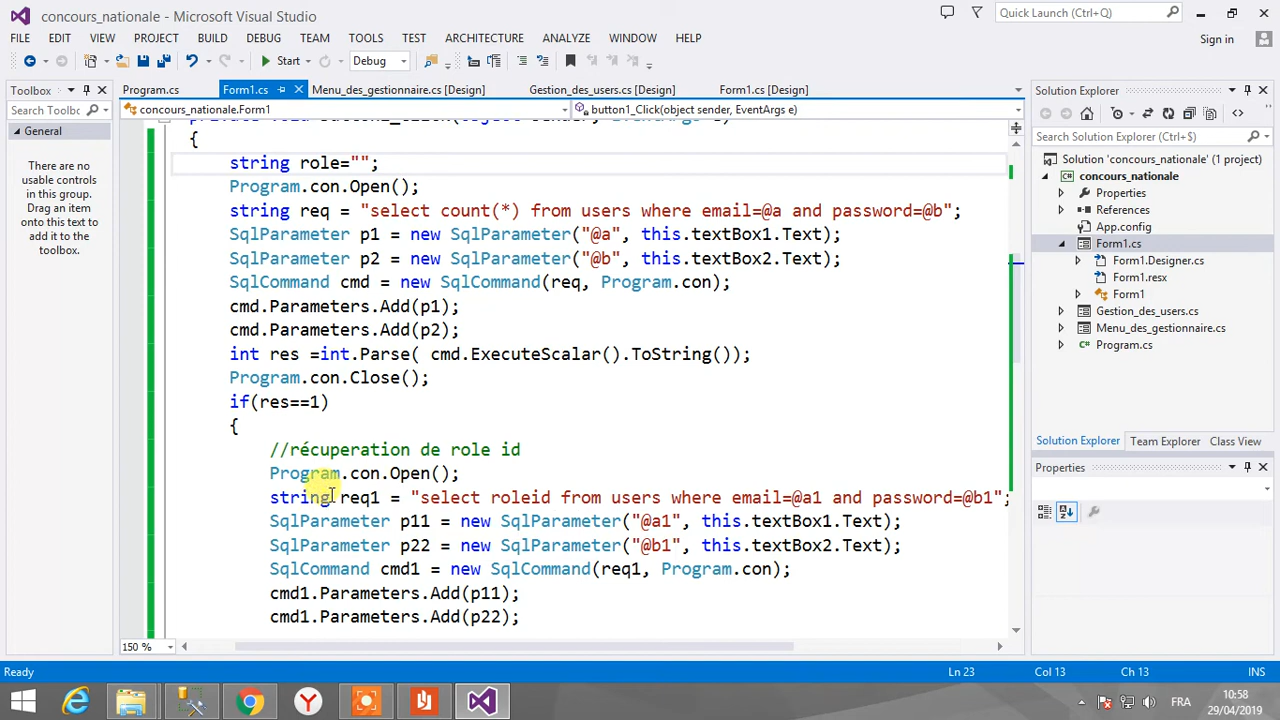 concours_nationale - Microsoft Visual Studio
Quick Launch (Ctrl+Q)
FILE EDIT VIEW PROJECT BUILD DEBUG TEAM TOOLS TEST ARCHITECTURE ANALYZE WINDOW HELP
Sign in
Start Debug
Toolbox
Search Toolbo
General
There are no usable controls in this group. Drag an item onto this text to add it to the toolbox.
Program.cs Form1.cs Menu_des_gestionnaire.cs [Design] Gestion_des_users.cs [Design] Form1.cs [Design]
concours_nationale.Form1 button1_Click(object sender, EventArgs e)
{
string role="";
Program.con.Open();
string req = "select count(*) from users where email=@a and password=@b";
SqlParameter p1 = new SqlParameter("@a", this.textBox1.Text);
SqlParameter p2 = new SqlParameter("@b", this.textBox2.Text);
SqlCommand cmd = new SqlCommand(req, Program.con);
cmd.Parameters.Add(p1);
cmd.Parameters.Add(p2);
int res =int.Parse( cmd.ExecuteScalar().ToString());
Program.con.Close();
if(res==1)
{
//récuperation de role id
Program.con.Open();
string req1 = "select roleid from users where email=@a1 and password=@b1";
SqlParameter p11 = new SqlParameter("@a1", this.textBox1.Text);
SqlParameter p22 = new SqlParameter("@b1", this.textBox2.Text);
SqlCommand cmd1 = new SqlCommand(req1, Program.con);
cmd1.Parameters.Add(p11);
cmd1.Parameters.Add(p22);
150 %
Solution Explorer
Search Solution Explorer (Ctrl+$)
Solution 'concours_nationale' (1 project)
concours_nationale
Properties
References
App.config
Form1.cs
Form1.Designer.cs
Form1.resx
Form1
Gestion_des_users.cs
Menu_des_gestionnaire.cs
Program.cs
Solution Explorer Team Explorer Class View
Properties
Ready Ln 23 Col 13 Ch 13 INS
FRA
10:58
29/04/2019